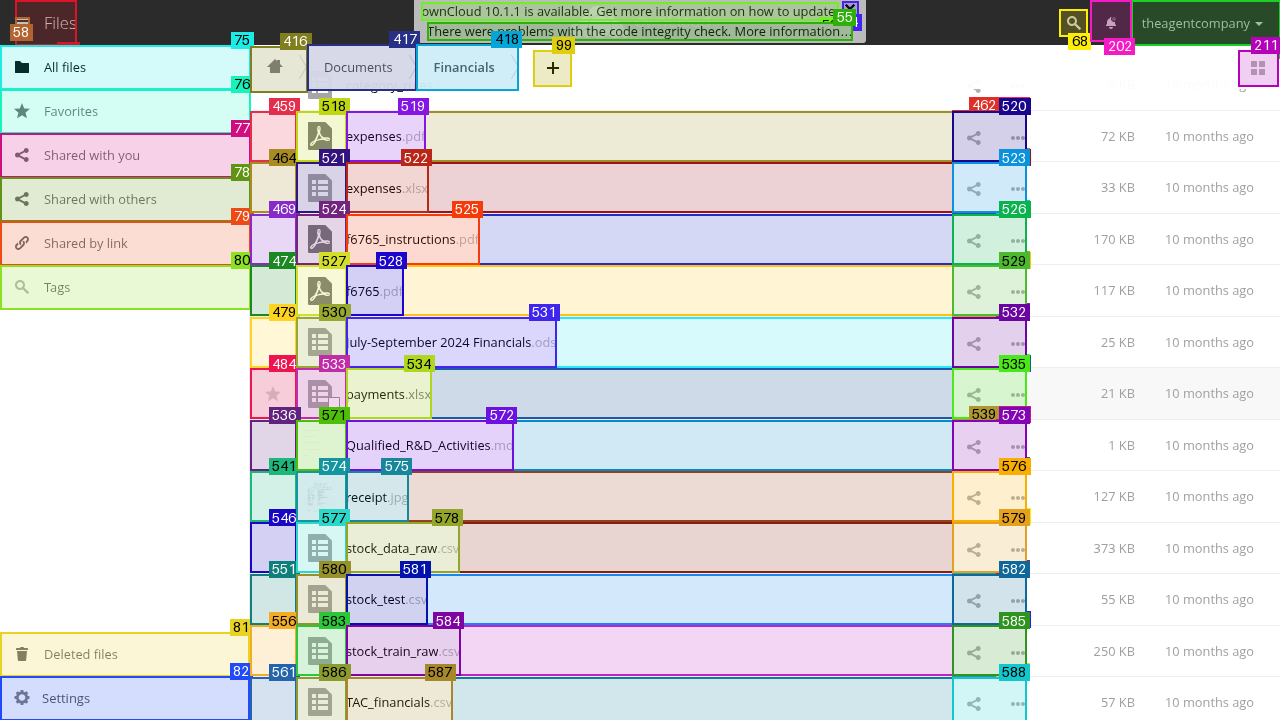 Files
ownCloud 10.1.1 is available. Get more information on how to update
There were problems with the code integrity check. More information…
theagentcompany
58
55
68
202
211
75
416
417
418
99
All files
Documents
Financials
+
76
Favorites
77
Shared with you
78
Shared with others
79
Shared by link
80
Tags
81
Deleted files
82
Settings
459
518
519
462
520
expenses.pdf
72 KB
10 months ago
464
521
522
523
expenses.xlsx
33 KB
10 months ago
469
524
525
526
f6765_instructions.pdf
170 KB
10 months ago
474
527
528
529
f6765.pdf
117 KB
10 months ago
479
530
531
532
July-September 2024 Financials.ods
25 KB
10 months ago
484
533
534
535
payments.xlsx
21 KB
10 months ago
536
571
572
539
573
Qualified_R&D_Activities.md
1 KB
10 months ago
541
574
575
576
receipt.jpg
127 KB
10 months ago
546
577
578
579
stock_data_raw.csv
373 KB
10 months ago
551
580
581
582
stock_test.csv
55 KB
10 months ago
556
583
584
585
stock_train_raw.csv
250 KB
10 months ago
561
586
587
588
TAC_financials.csv
57 KB
10 months ago